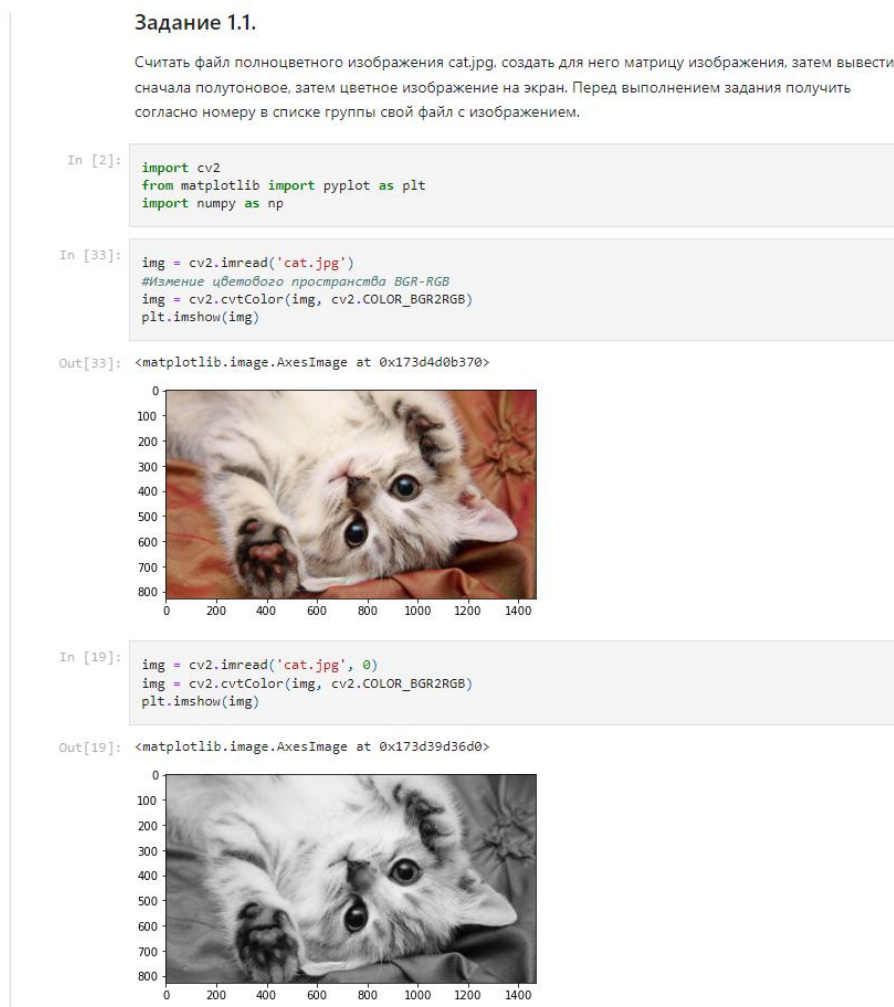 Задание 1.1.
Считать файл полноцветного изображения cat.jpg, создать для него матрицу изображения, затем вывести
сначала полутоновое, затем цветное изображение на экран. Перед выполнением задания получить
согласно номеру в списке группы свой файл с изображением.
In [2]:
import cv2
from matplotlib import pyplot as plt
import numpy as np
In [33]:
img = cv2.imread('cat.jpg')
#Измение цветового пространства BGR-RGB
img = cv2.cvtColor(img, cv2.COLOR_BGR2RGB)
plt.imshow(img)
Out[33]: <matplotlib.image.AxesImage at 0x173d4d0b370>
0
100
200
300
400
500
600
700
800
0 200 400 600 800 1000 1200 1400
In [19]:
img = cv2.imread('cat.jpg', 0)
img = cv2.cvtColor(img, cv2.COLOR_BGR2RGB)
plt.imshow(img)
Out[19]: <matplotlib.image.AxesImage at 0x173d39d36d0>
0
100
200
300
400
500
600
700
800
0 200 400 600 800 1000 1200 1400